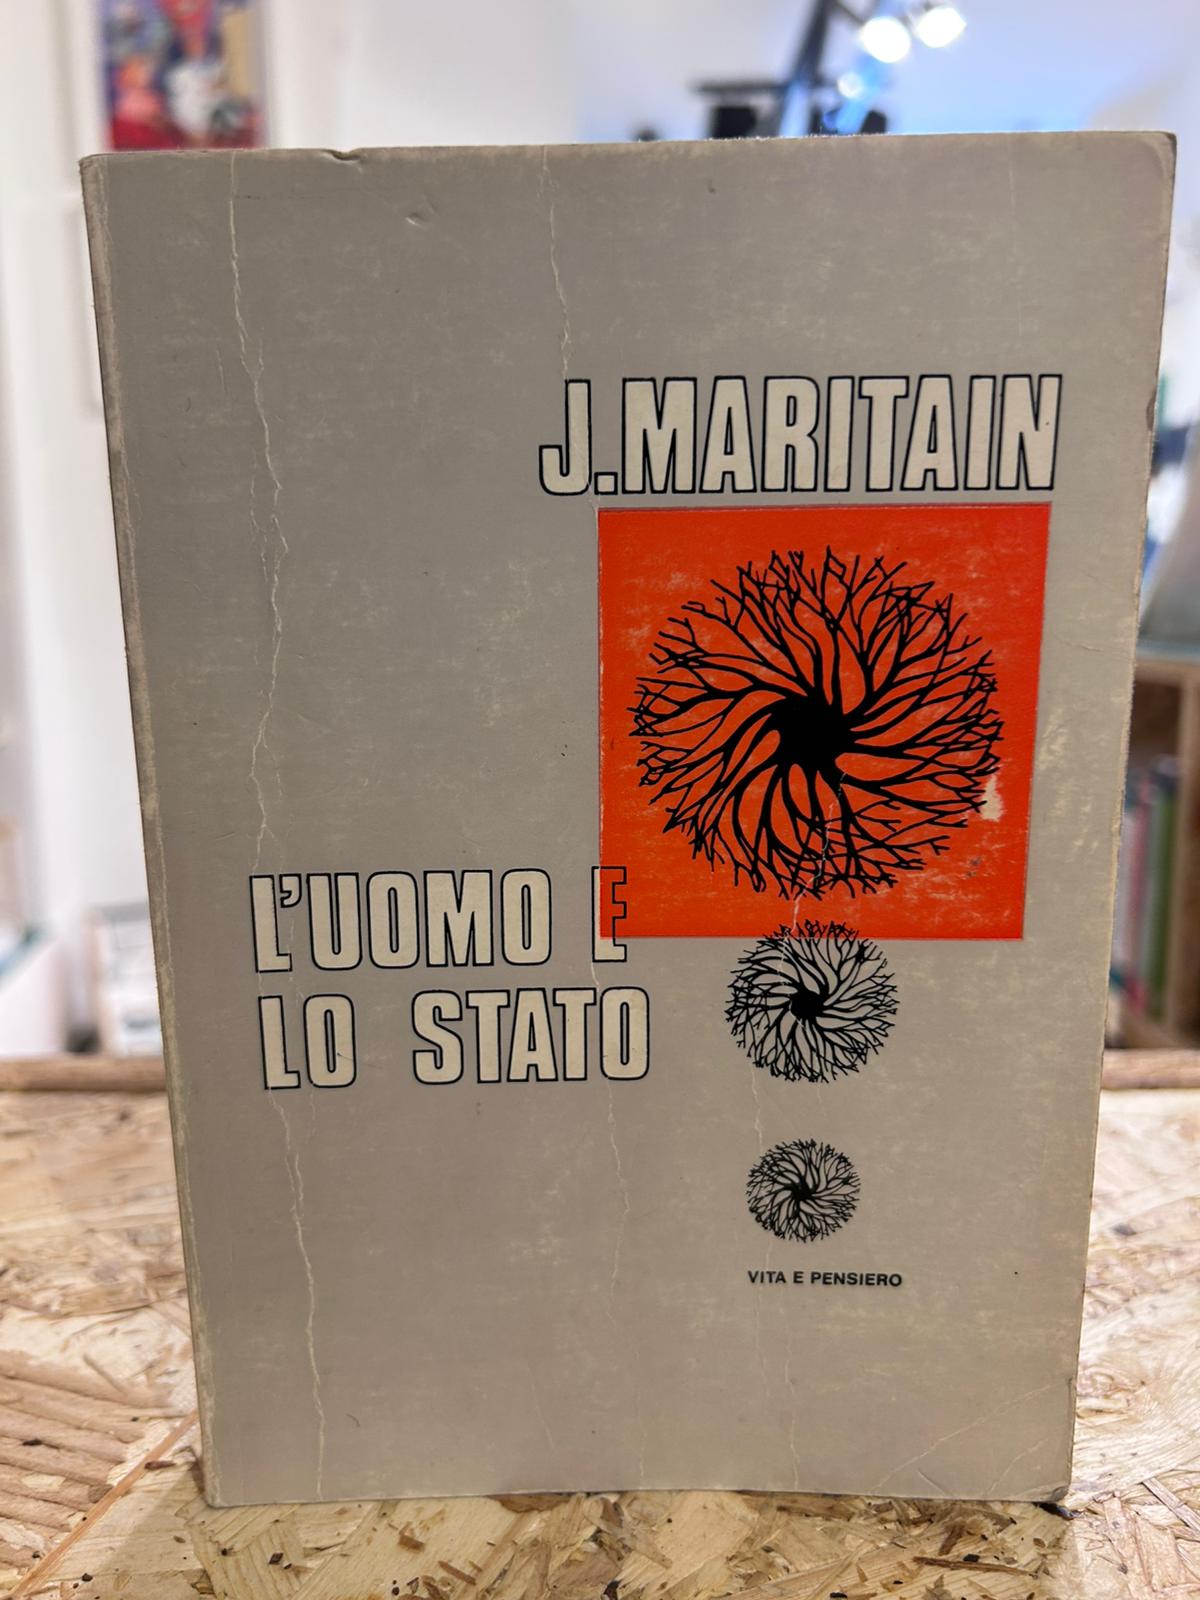 J.MARITAIN
L'UOMO E
LO STATO
VITA E PENSIERO